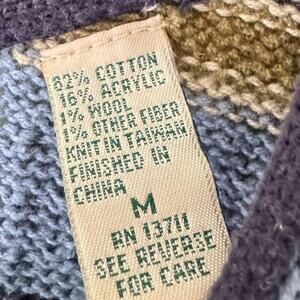 82% COTTON
16% ACRYLIC
1% WOOL
1% OTHER FIBER
KNIT IN TAIWAN
FINISHED IN
CHINA
M
RN 13711
SEE REVERSE
FOR CARE